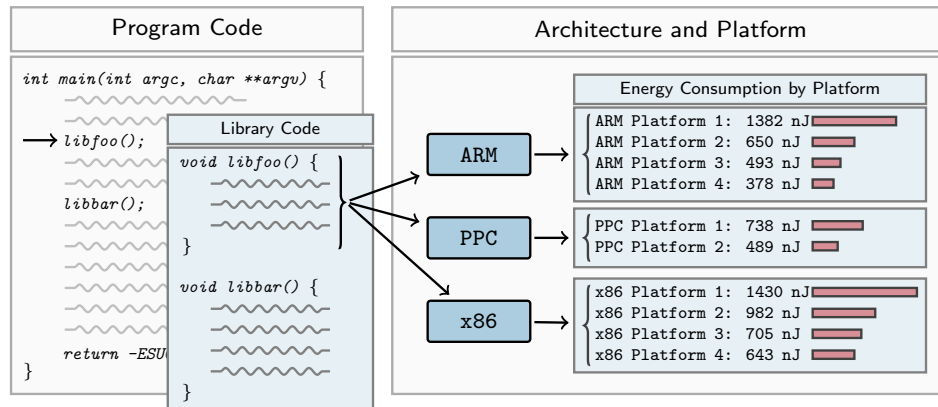 Program Code
int main(int argc, char **argv) {
libfoo();
libbar();
return -ESU
}
Library Code
void libfoo() {
}
void libbar() {
}
Architecture and Platform
ARM
PPC
x86
Energy Consumption by Platform
ARM Platform 1: 1382 nJ
ARM Platform 2: 650 nJ
ARM Platform 3: 493 nJ
ARM Platform 4: 378 nJ
PPC Platform 1: 738 nJ
PPC Platform 2: 489 nJ
x86 Platform 1: 1430 nJ
x86 Platform 2: 982 nJ
x86 Platform 3: 705 nJ
x86 Platform 4: 643 nJ